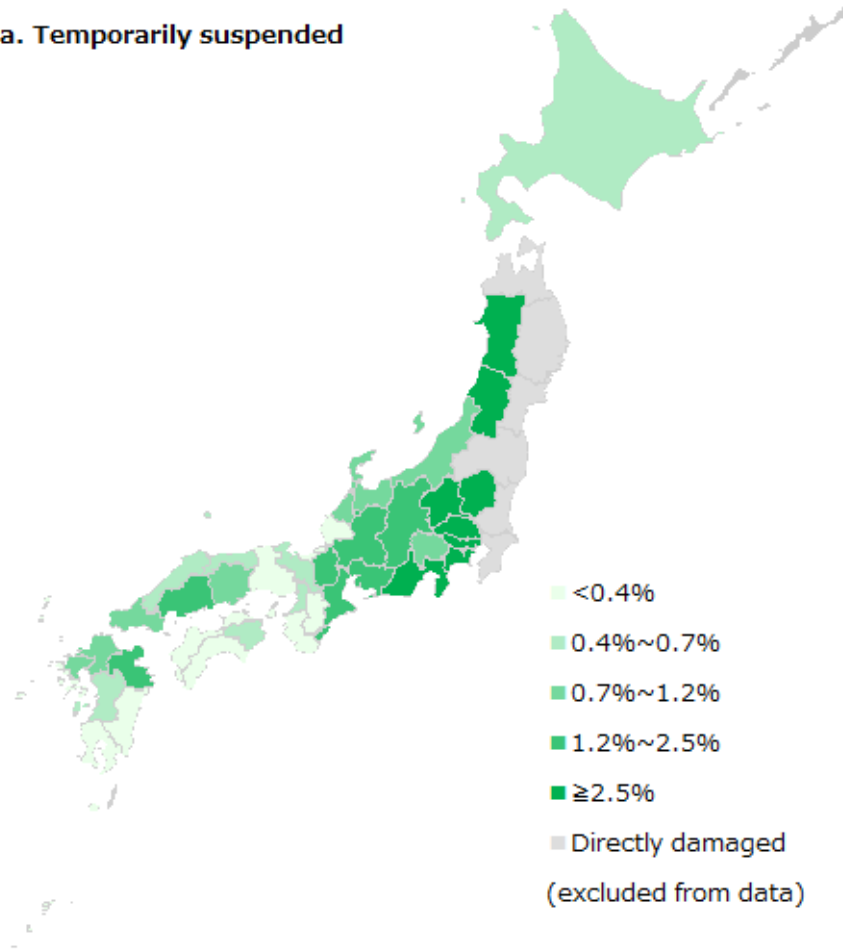 a. Temporarily suspended
<0.4%
0.4%~0.7%
0.7%~1.2%
1.2%~2.5%
≧2.5%
Directly damaged
(excluded from data)